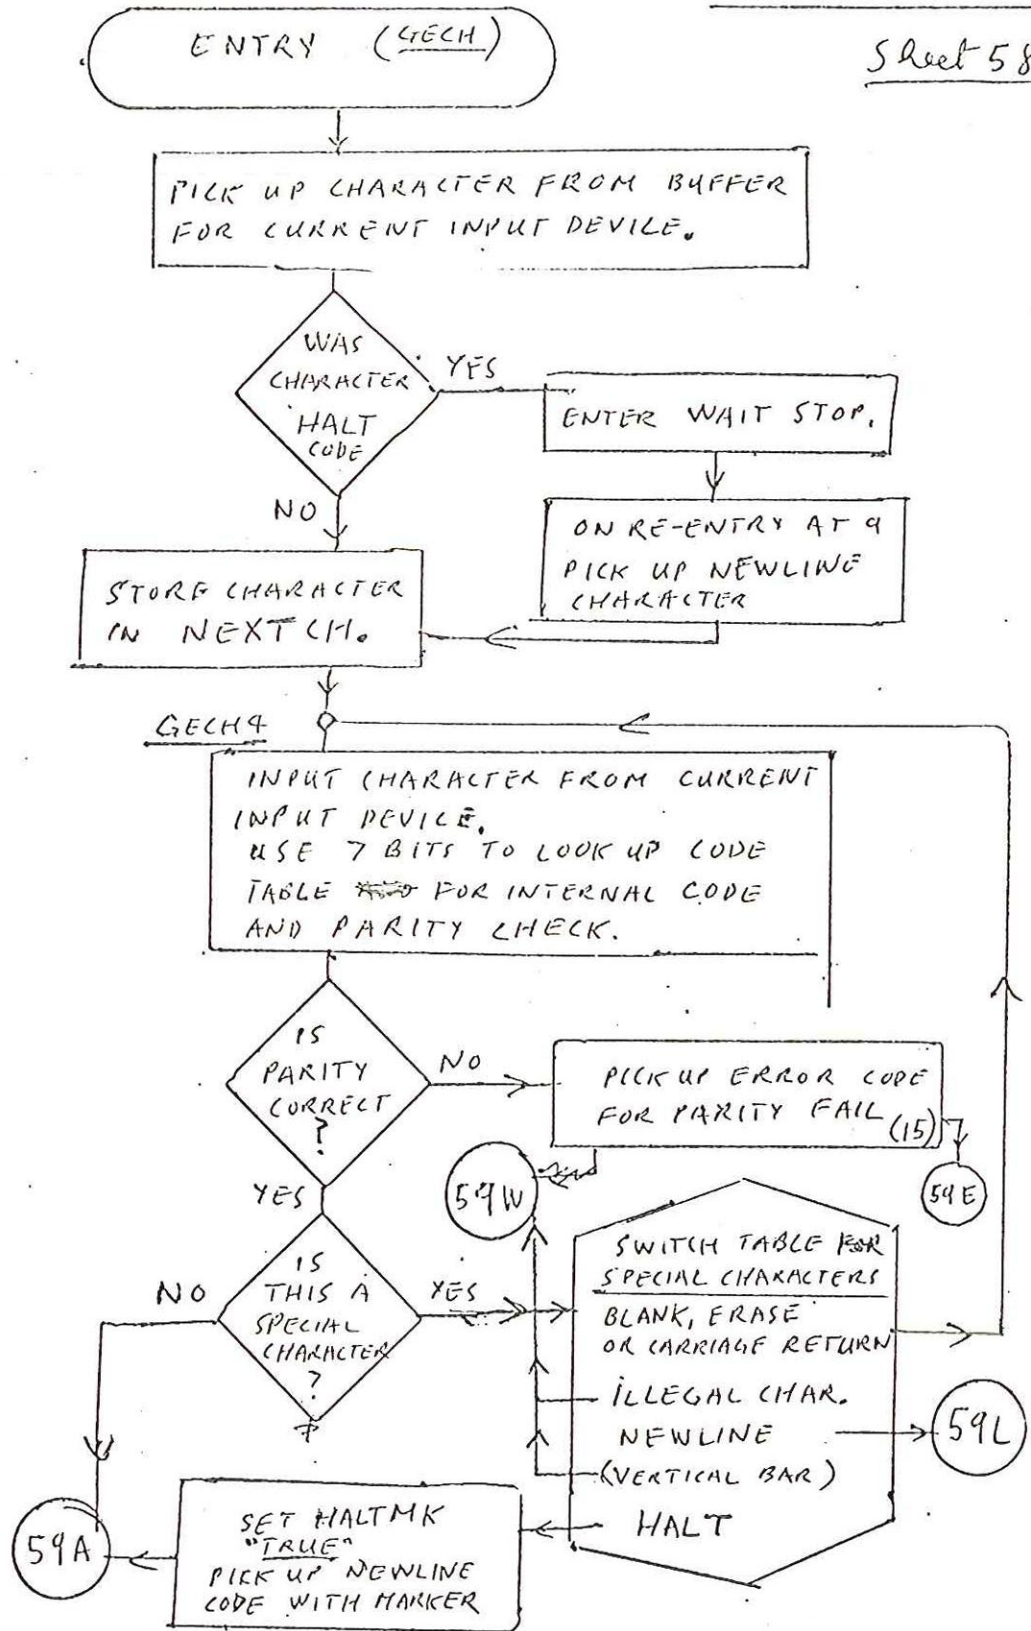 ENTRY (GECH)
Sheet 58
PICK UP CHARACTER FROM BUFFER
FOR CURRENT INPUT DEVICE.
WAS
CHARACTER
HALT
CODE
YES
ENTER WAIT STOP.
NO
ON RE-ENTRY AT 9
PICK UP NEWLINE
CHARACTER
STORE CHARACTER
IN NEXT CH.
GECH4
INPUT CHARACTER FROM CURRENT
INPUT DEVICE.
USE 7 BITS TO LOOK UP CODE
TABLE FOR INTERNAL CODE
AND PARITY CHECK.
IS
PARITY
CORRECT
?
NO
PICK UP ERROR CODE
FOR PARITY FAIL (15)
59W
59E
YES
IS
THIS A
SPECIAL
CHARACTER
?
NO
YES
SWITCH TABLE FOR
SPECIAL CHARACTERS
BLANK, ERASE
OR CARRIAGE RETURN
ILLEGAL CHAR.
NEWLINE
59L
(VERTICAL BAR)
HALT
SET HALTMK
"TRUE"
PICK UP NEWLINE
CODE WITH MARKER
59A